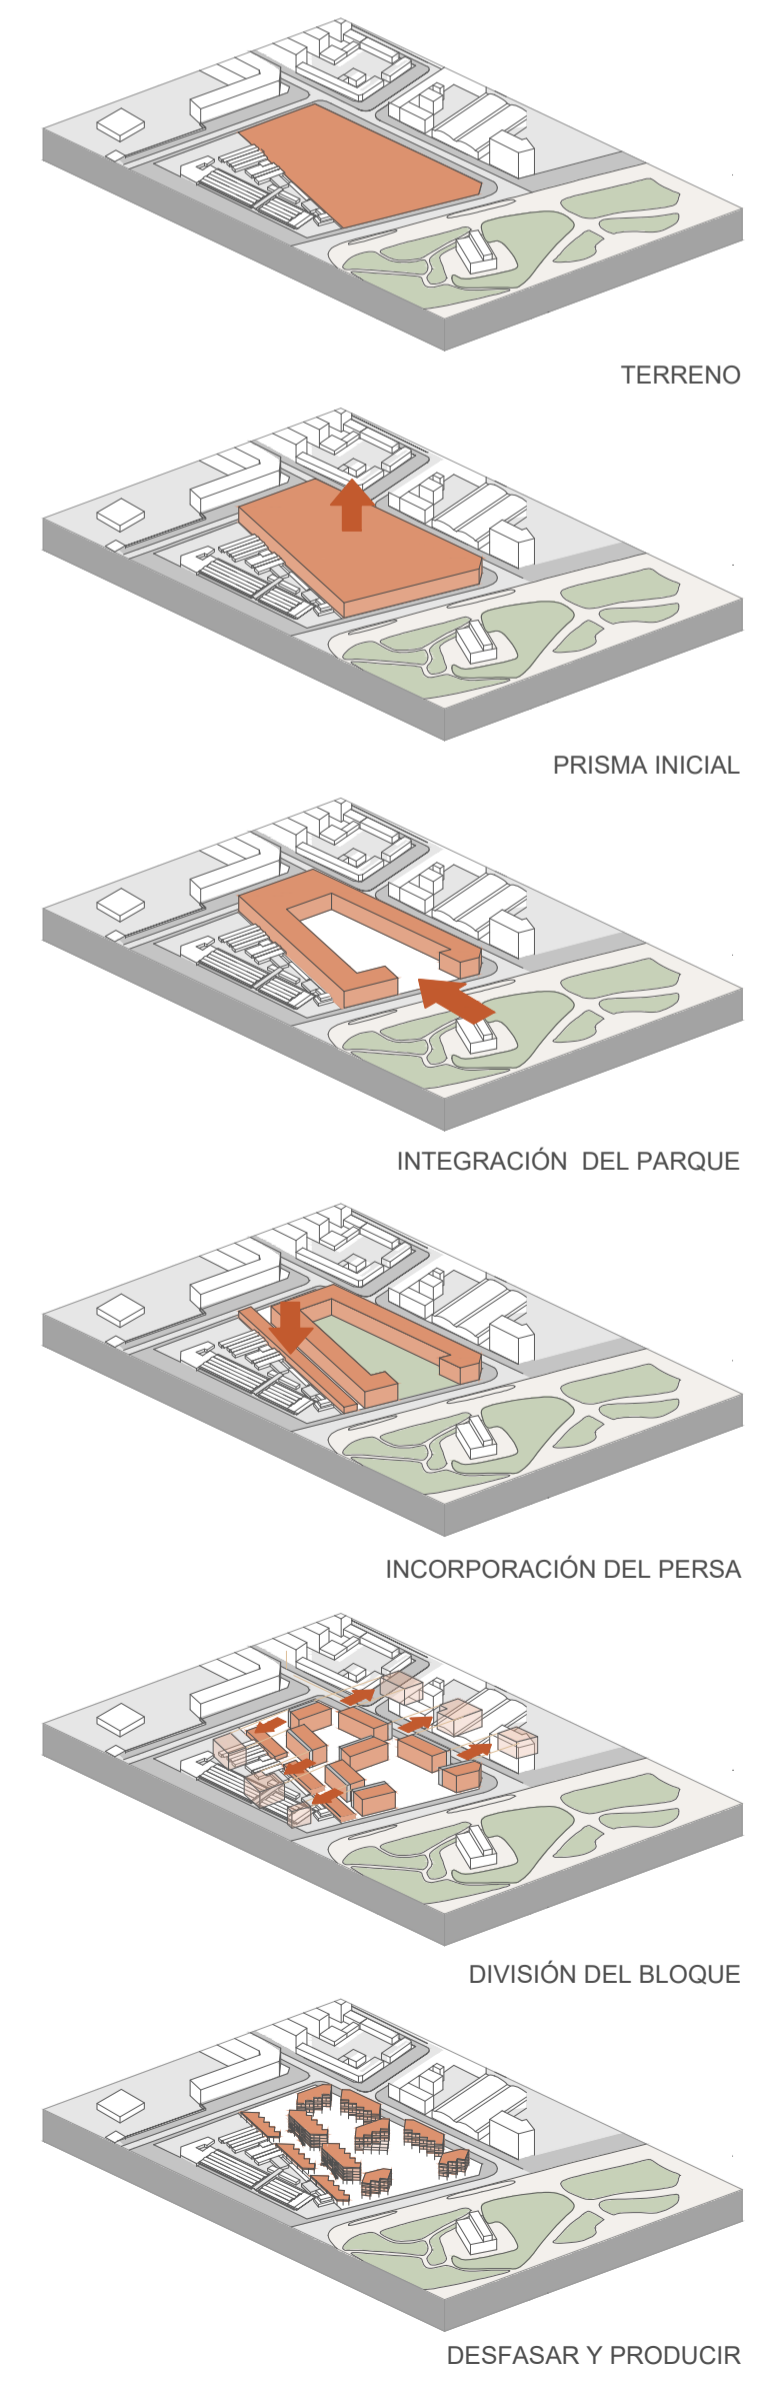 TERRENO
PRISMA INICIAL
INTEGRACIÓN DEL PARQUE
INCORPORACIÓN DEL PERSA
DIVISIÓN DEL BLOQUE
DESFASAR Y PRODUCIR